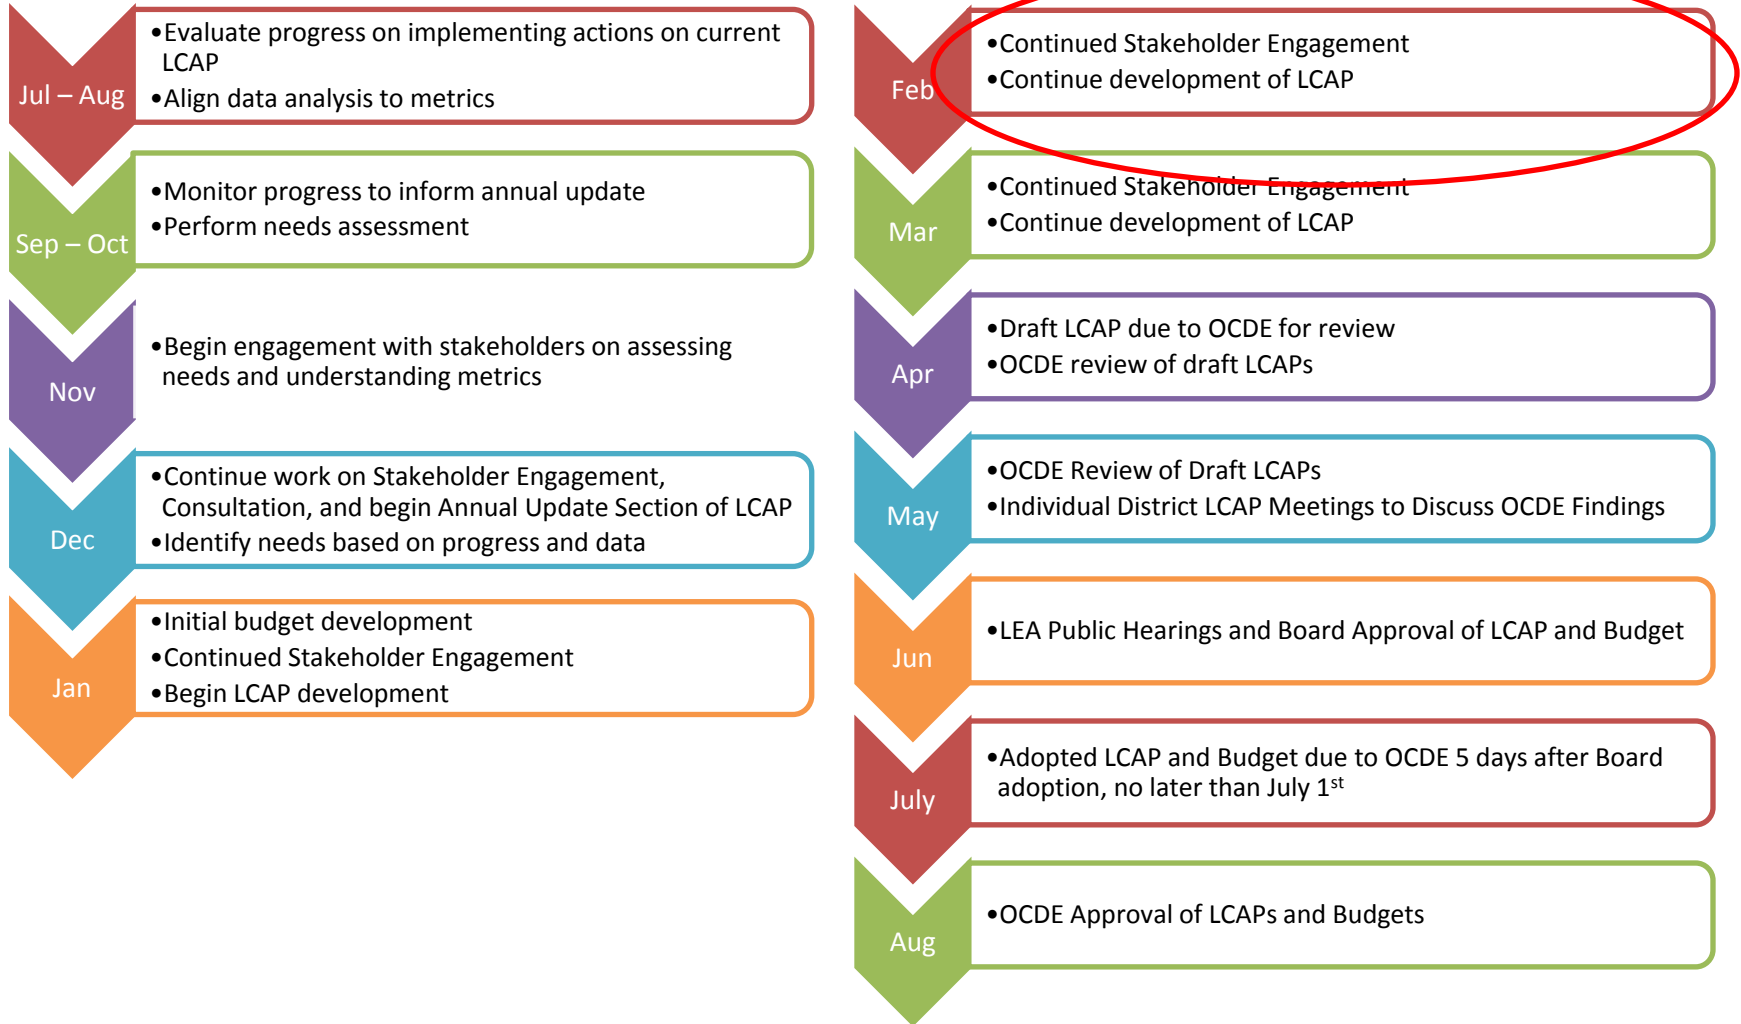 Jul – Aug
•Evaluate progress on implementing actions on current
LCAP
•Align data analysis to metrics
Sep – Oct
•Monitor progress to inform annual update
•Perform needs assessment
Nov
•Begin engagement with stakeholders on assessing
needs and understanding metrics
Dec
•Continue work on Stakeholder Engagement,
Consultation, and begin Annual Update Section of LCAP
•Identify needs based on progress and data
Jan
•Initial budget development
•Continued Stakeholder Engagement
•Begin LCAP development
Feb
•Continued Stakeholder Engagement
•Continue development of LCAP
Mar
•Continued Stakeholder Engagement
•Continue development of LCAP
Apr
•Draft LCAP due to OCDE for review
•OCDE review of draft LCAPs
May
•OCDE Review of Draft LCAPs
•Individual District LCAP Meetings to Discuss OCDE Findings
Jun
•LEA Public Hearings and Board Approval of LCAP and Budget
July
•Adopted LCAP and Budget due to OCDE 5 days after Board
adoption, no later than July 1st
Aug
•OCDE Approval of LCAPs and Budgets